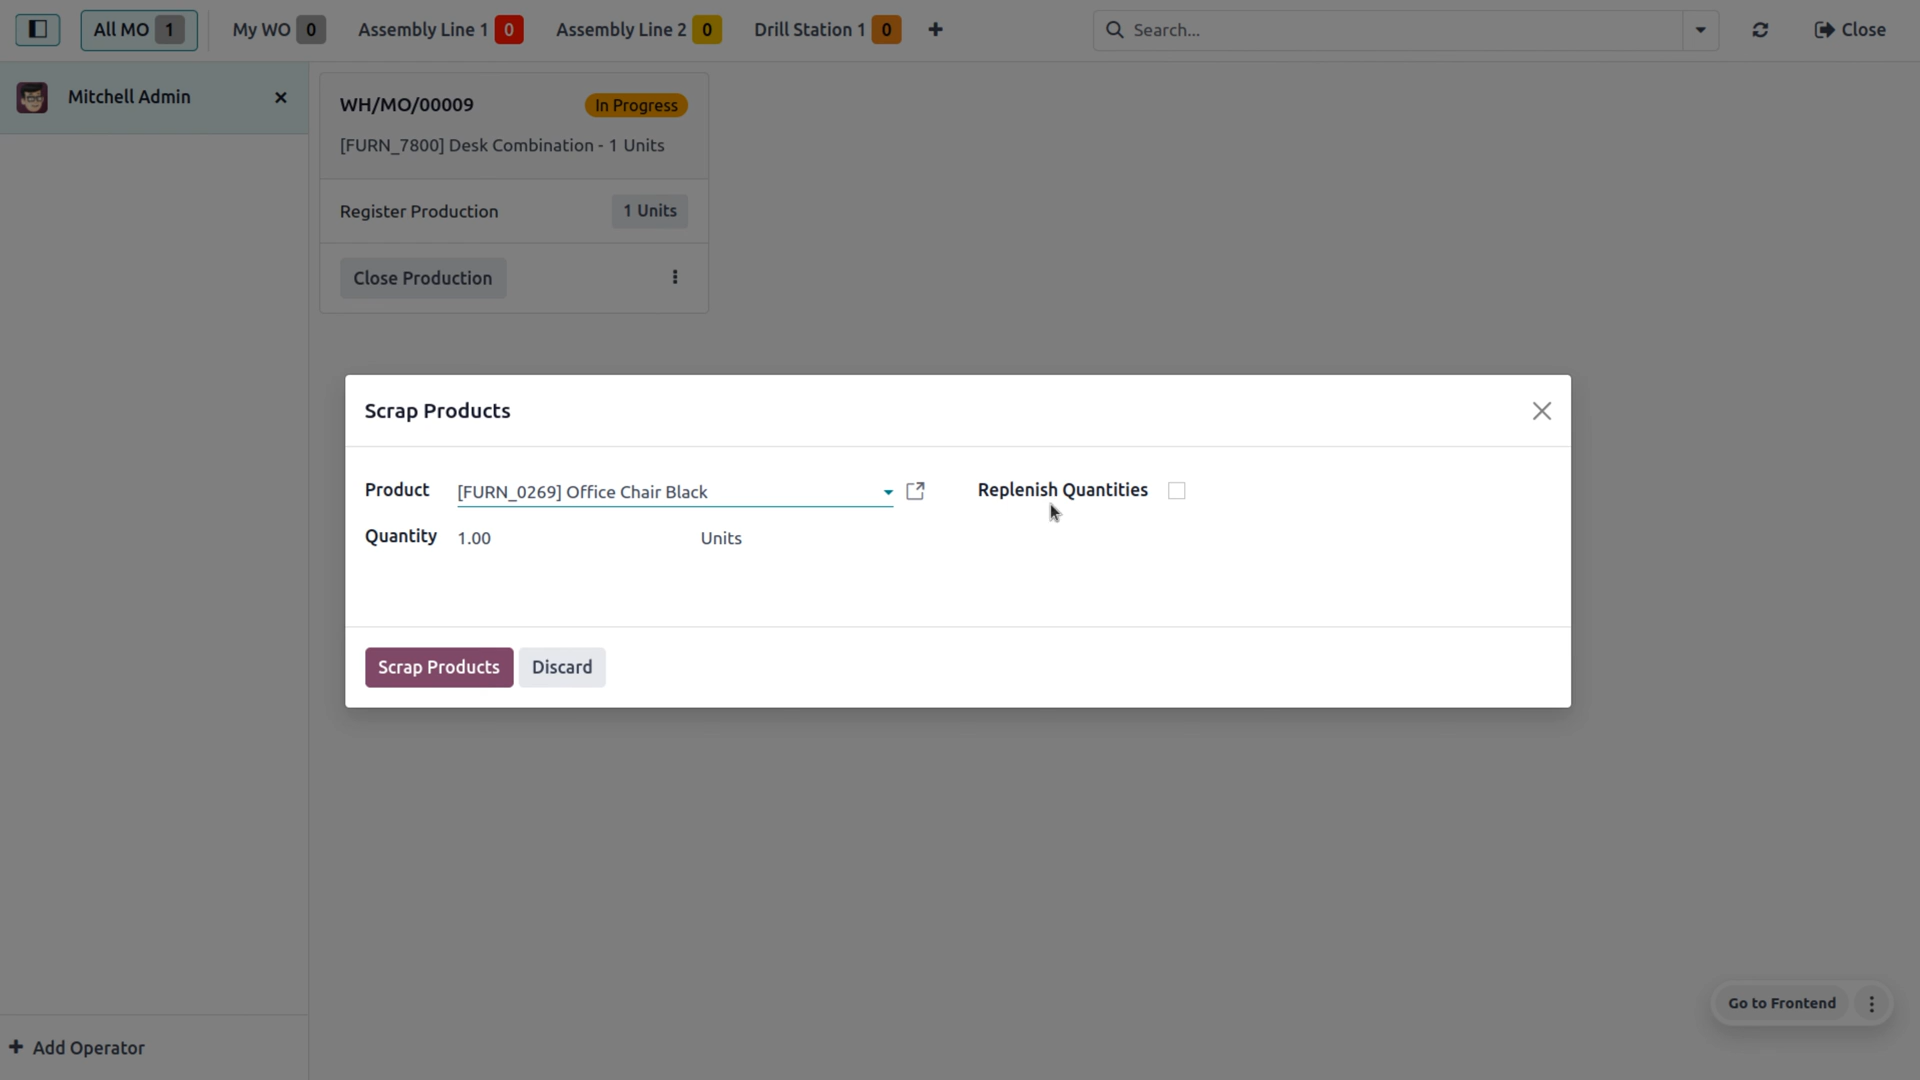 All MO 1 My WO 0 Assembly Line 1 0 Assembly Line 2 0 Drill Station 1 0 + Search... Close
Mitchell Admin
WH/MO/00009 In Progress
[FURN_7800] Desk Combination - 1 Units
Register Production 1 Units
Close Production
Scrap Products
Product [FURN_0269] Office Chair Black Replenish Quantities
Quantity 1.00 Units
Scrap Products Discard
Go to Frontend
+ Add Operator